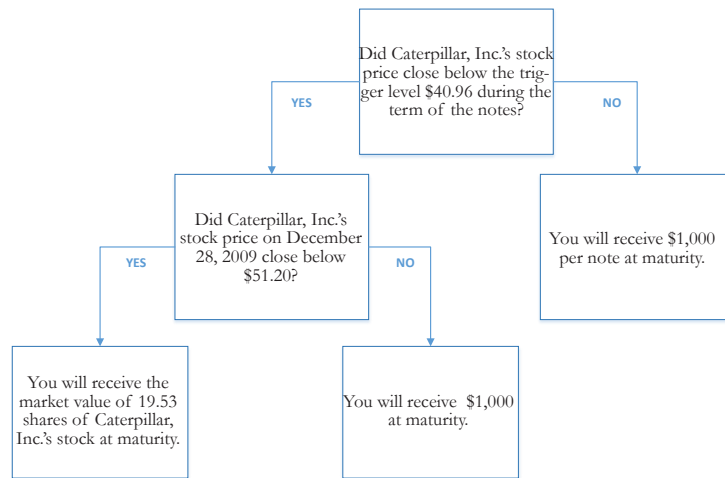 Did Caterpillar, Inc.'s stock
price close below the trig-
ger level $40.96 during the
term of the notes?
YES
NO
Did Caterpillar, Inc.'s
stock price on December
28, 2009 close below
$51.20?
You will receive $1,000
per note at maturity.
YES
NO
You will receive the
market value of 19.53
shares of Caterpillar,
Inc.'s stock at maturity.
You will receive $1,000
at maturity.